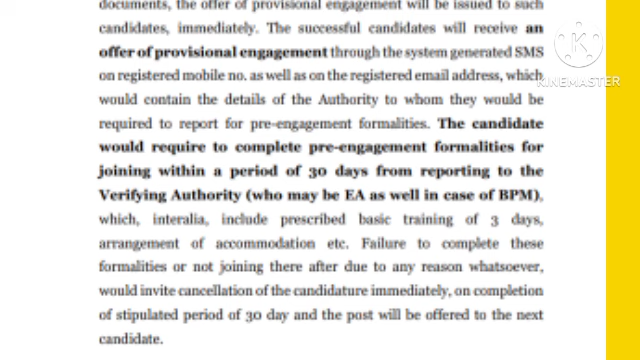 documents, the offer of provisional engagement will be issued to such
candidates, immediately. The successful candidates will receive an
offer of provisional engagement through the system generated SMS
on registered mobile no. as well as on the registered email address, which
would contain the details of the Authority to whom they would be
required to report for pre-engagement formalities. The candidate
would require to complete pre-engagement formalities for
joining within a period of 30 days from reporting to the
Verifying Authority (who may be EA as well in case of BPM),
which, interalia, include prescribed basic training of 3 days,
arrangement of accommodation etc. Failure to complete these
formalities or not joining there after due to any reason whatsoever,
would invite cancellation of the candidature immediately, on completion
of stipulated period of 30 day and the post will be offered to the next
candidate.
KINEMASTER